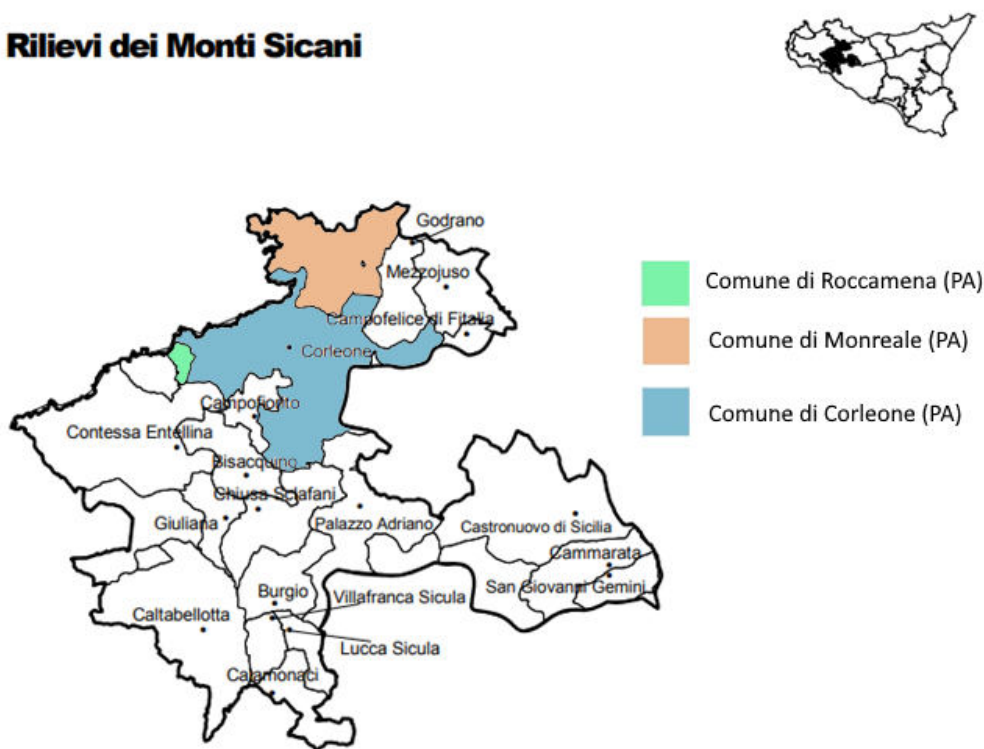 Rilievi dei Monti Sicani
Godrano
Mezzojuso
Comune di Roccamena (PA)
Campofelice di Fitalia
Comune di Monreale (PA)
Corleone
Campofiorito
Comune di Corleone (PA)
Contessa Entellina
Bisacquino
Chiusa Sclafani
Giuliana
Palazzo Adriano
Castronuovo di Sicilia
Cammarata
San Giovanni Gemini
Burgio
Villafranca Sicula
Caltabellotta
Lucca Sicula
Calamonaci